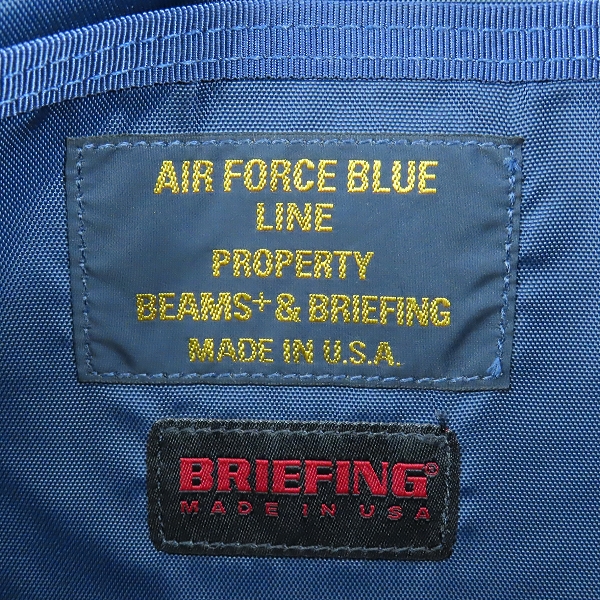 AIR FORCE BLUE
LINE
PROPERTY
BEAMS+ & BRIEFING
MADE IN U.S.A.
BRIEFING®
MADE IN USA